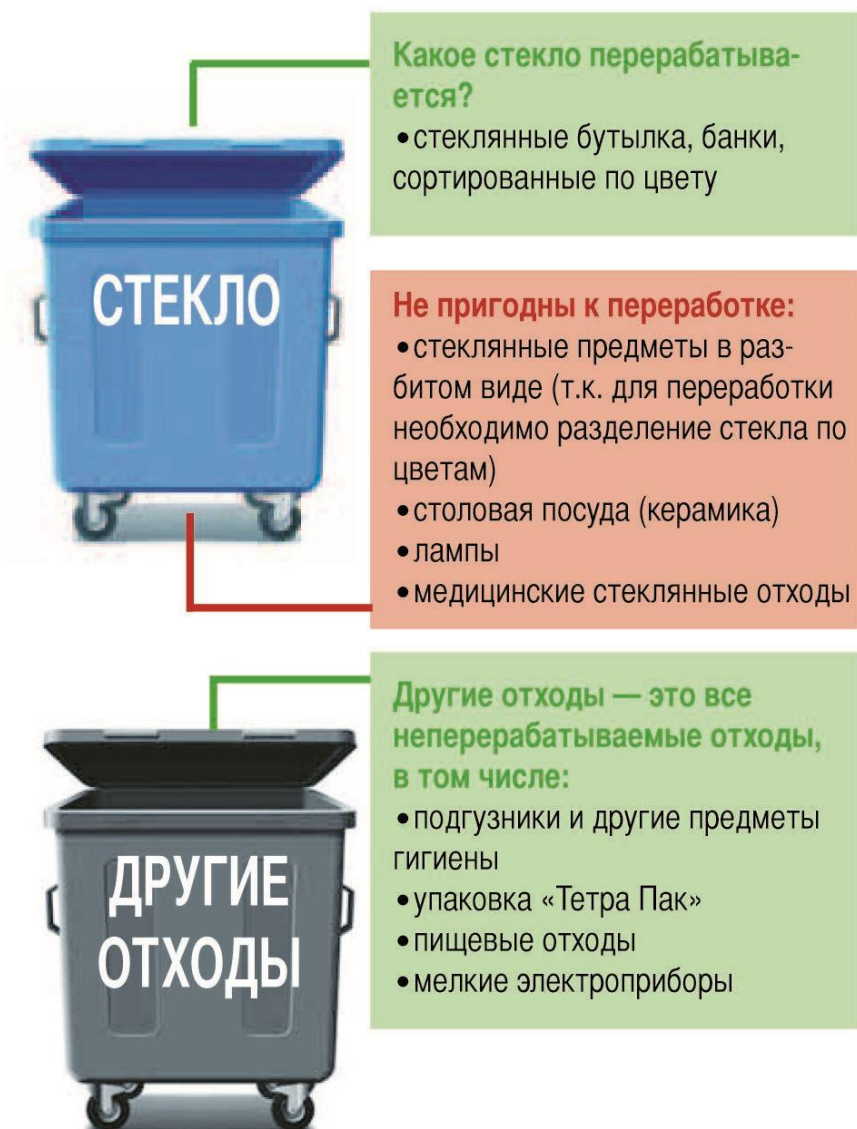 Какое стекло перерабатыва-
ется?
• стеклянные бутылка, банки,
сортированные по цвету
СТЕКЛО
Не пригодны к переработке:
• стеклянные предметы в раз-
битом виде (т.к. для переработки
необходимо разделение стекла по
цветам)
• столовая посуда (керамика)
• лампы
• медицинские стеклянные отходы
Другие отходы — это все
неперерабатываемые отходы,
в том числе:
• подгузники и другие предметы
гигиены
• упаковка «Тетра Пак»
• пищевые отходы
• мелкие электроприборы
ДРУГИЕ
ОТХОДЫ